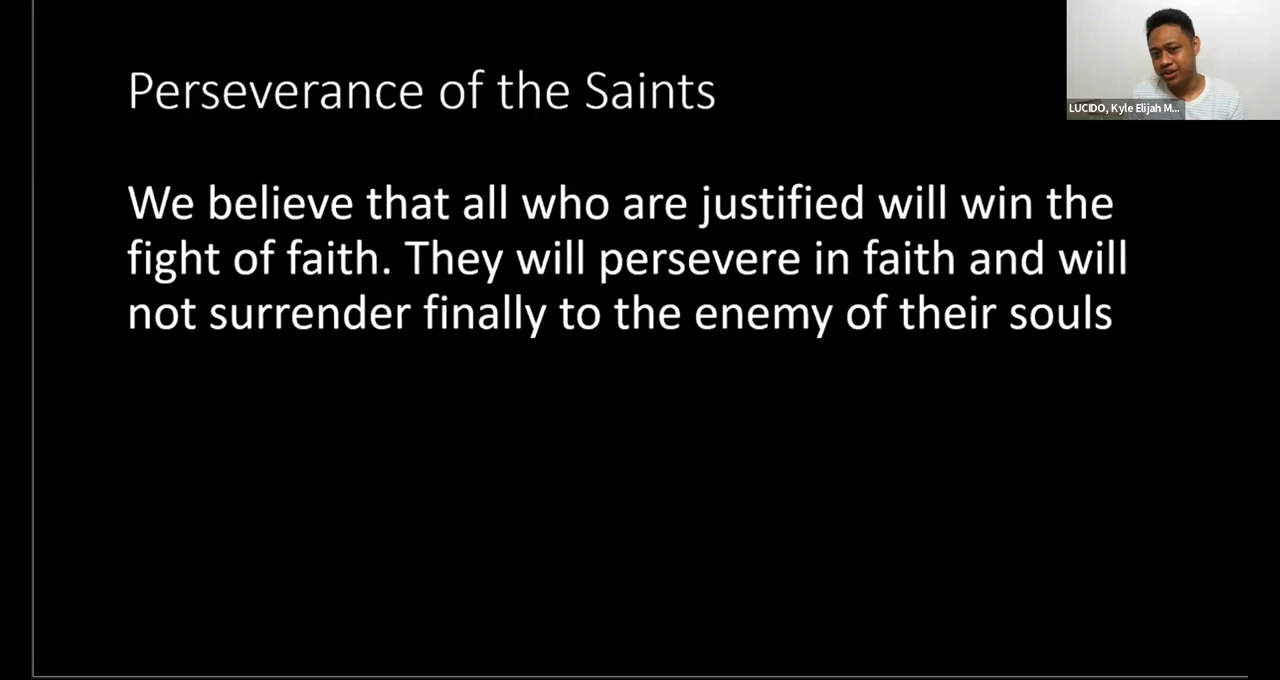 Perseverance of the Saints
LUCIDO, Kyle Elijah M...
We believe that all who are justified will win the
fight of faith. They will persevere in faith and will
not surrender finally to the enemy of their souls